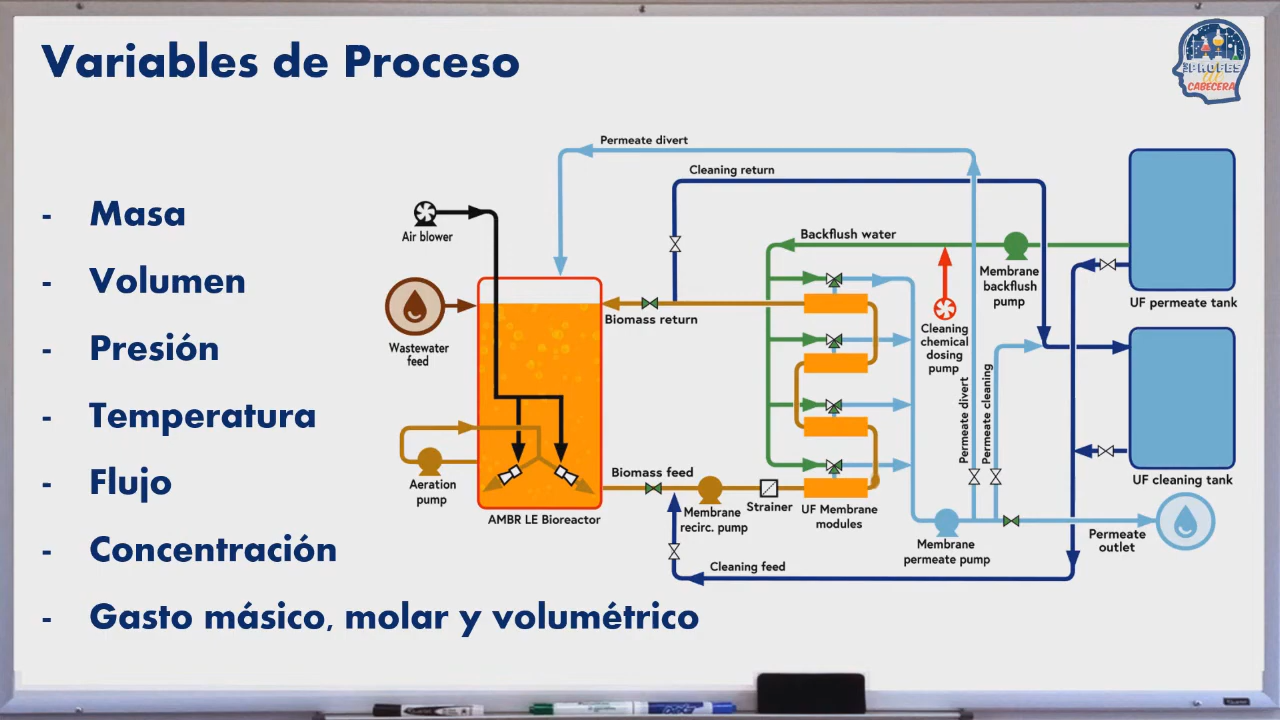 Variables de Proceso
PROFES
de
CABECERA
- Masa
- Volumen
- Presión
- Temperatura
- Flujo
- Concentración
- Gasto másico, molar y volumétrico
Permeate divert
Cleaning return
Air blower
Backflush water
Membrane
backflush
pump
UF permeate tank
Wastewater
feed
Biomass return
Cleaning
chemical
dosing
pump
Permeate divert
Permeate cleaning
Aeration
pump
Biomass feed
UF cleaning tank
AMBR LE Bioreactor
Membrane
recirc. pump
Strainer
UF Membrane
modules
Membrane
permeate pump
Permeate
outlet
Cleaning feed